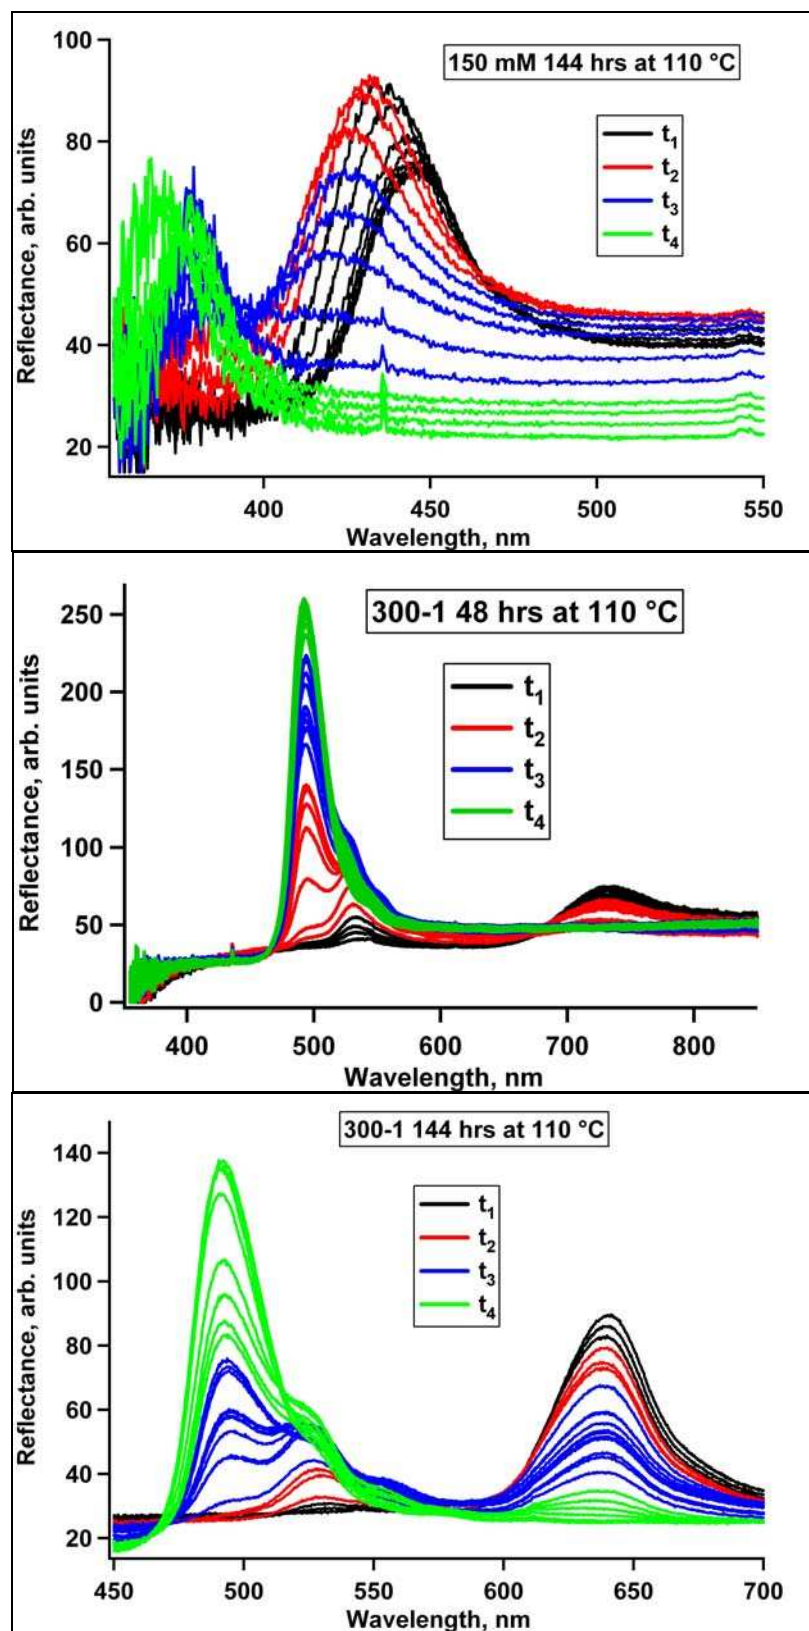 100
80
60
40
20
Reflectance, arb. units
150 mM 144 hrs at 110 °C
t₁
t₂
t₃
t₄
400 450 500 550
Wavelength, nm
250
200
150
100
50
0
Reflectance, arb. units
300-1 48 hrs at 110 °C
t₁
t₂
t₃
t₄
400 500 600 700 800
Wavelength, nm
140
120
100
80
60
40
20
Reflectance, arb. units
300-1 144 hrs at 110 °C
t₁
t₂
t₃
t₄
450 500 550 600 650 700
Wavelength, nm